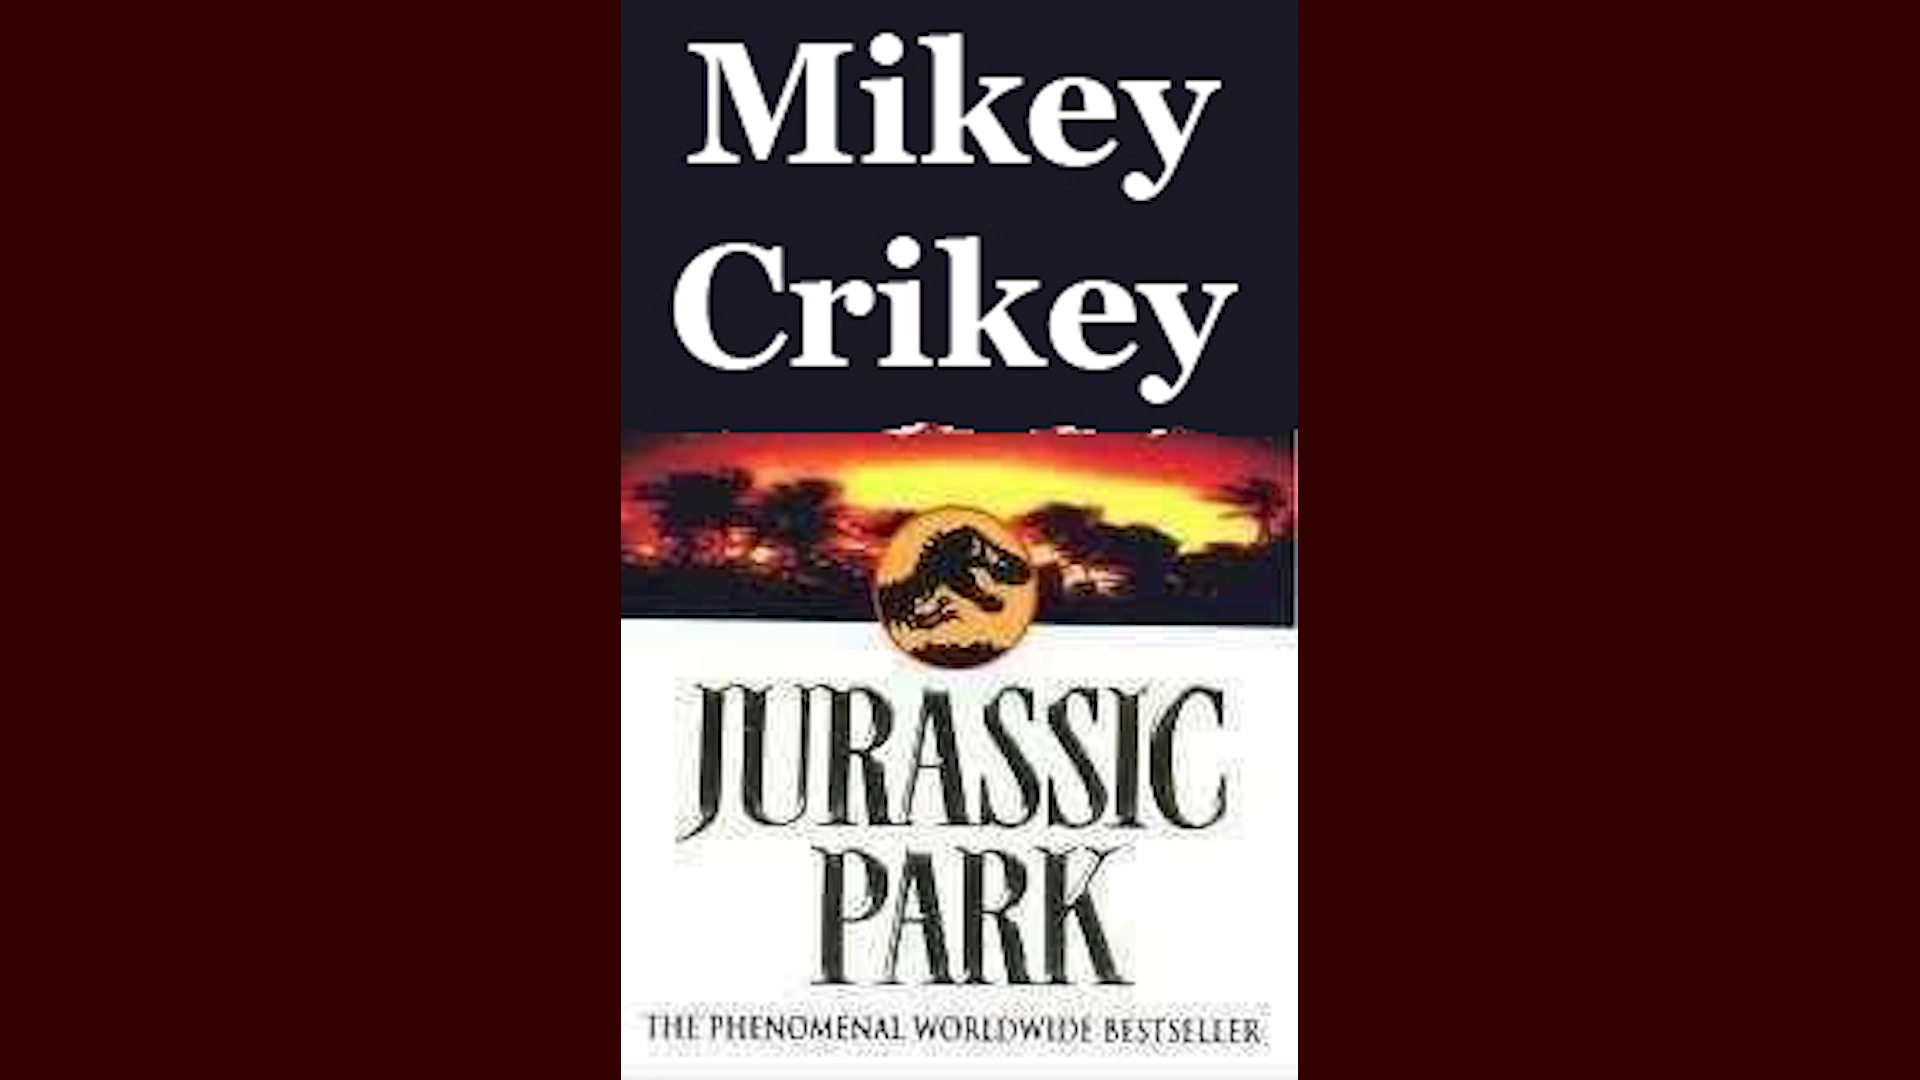 Mikey
Crikey
JURASSIC
PARK
THE PHENOMENAL WORLDWIDE BESTSELLER